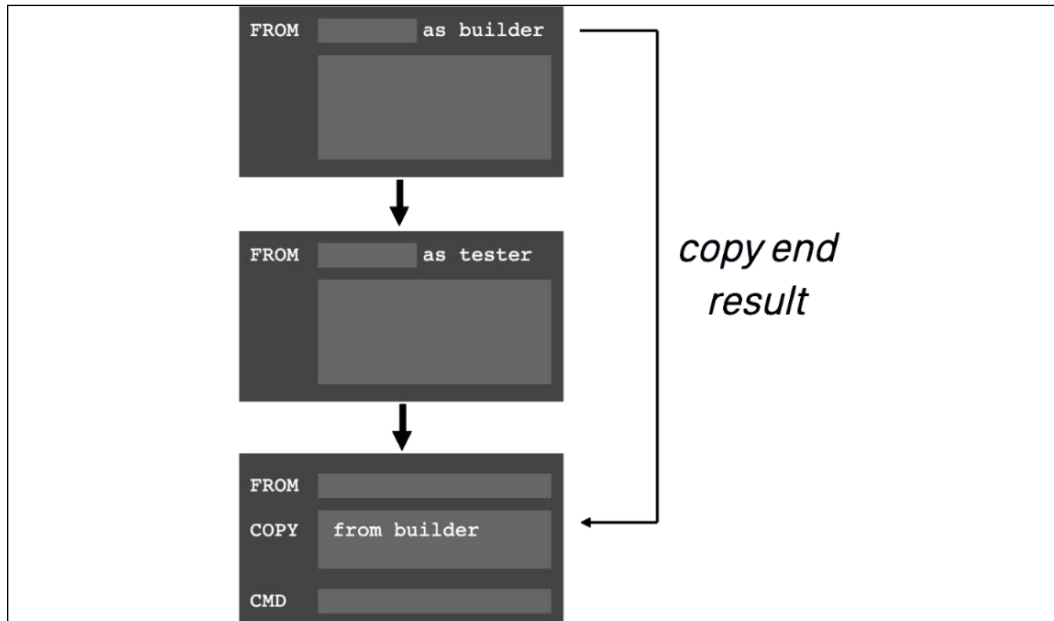 FROM as builder
FROM as tester
copy end
result
FROM
COPY from builder
CMD